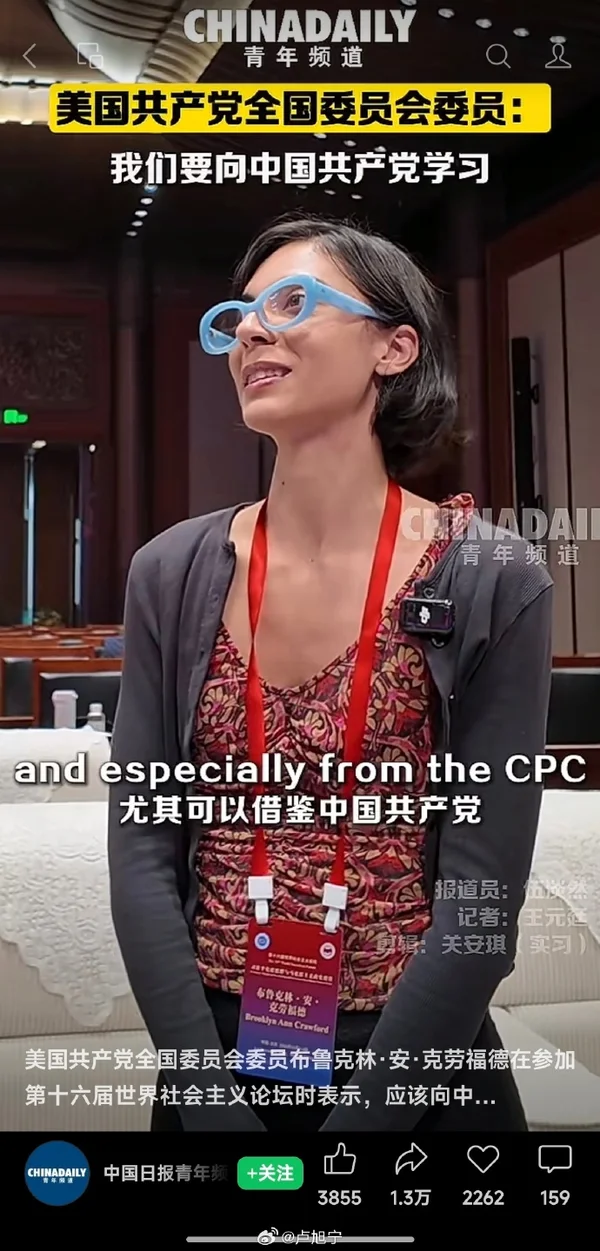 CHINADAILY
青年频道
美国共产党全国委员会委员：
我们要向中国共产党学习
CHINADAILY
青年频道
and especially from the CPC
尤其可以借鉴中国共产党
报道员：伍淡然
记者：王元廷
剪辑：关安琪（实习）
布鲁克林·安·
克劳福德
Brooklyn Ann Crawford
美国共产党全国委员会委员布鲁克林·安·克劳福德在参加
第十六届世界社会主义论坛时表示，应该向中...
CHINADAILY
青年频道
中国日报青年频
+关注
3855
1.3万
2262
159
@卢旭宁